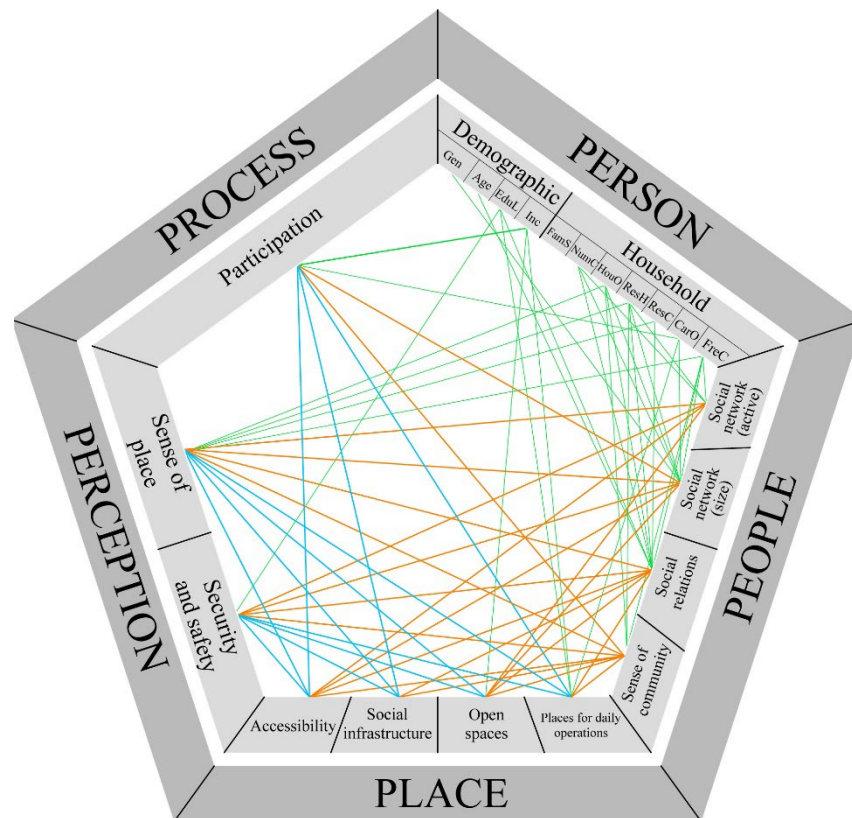 PROCESS
PERSON
Participation
Demographic
Gen
Age
EduL
Inc
Household
FamS
NumC
HouO
ResH
ResC
CarO
FreC
PERCEPTION
Sense of
place
Security
and safety
PEOPLE
Social
network
(active)
Social
network
(size)
Social
relations
Sense of
community
Accessibility
Social
infrastructure
Open
spaces
Places for daily
operations
PLACE